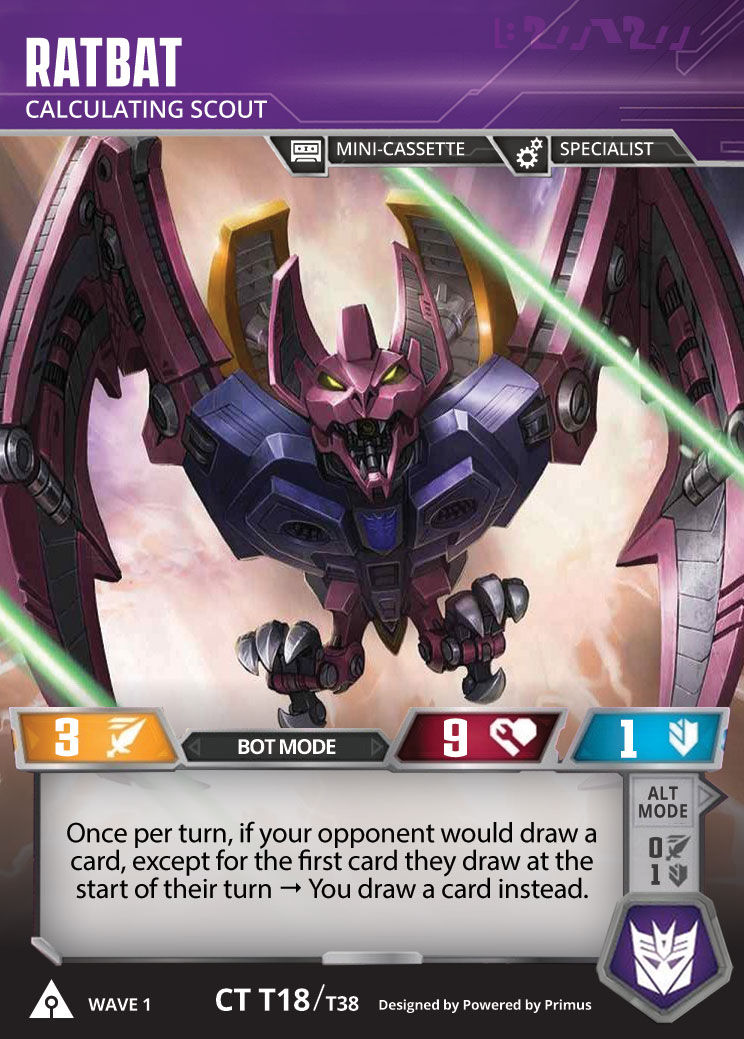 RATBAT
CALCULATING SCOUT
MINI-CASSETTE
SPECIALIST
3
BOT MODE
9
1
Once per turn, if your opponent would draw a
card, except for the first card they draw at the
start of their turn → You draw a card instead.
ALT
MODE
0
1
WAVE 1
CT T18/T38
Designed by Powered by Primus